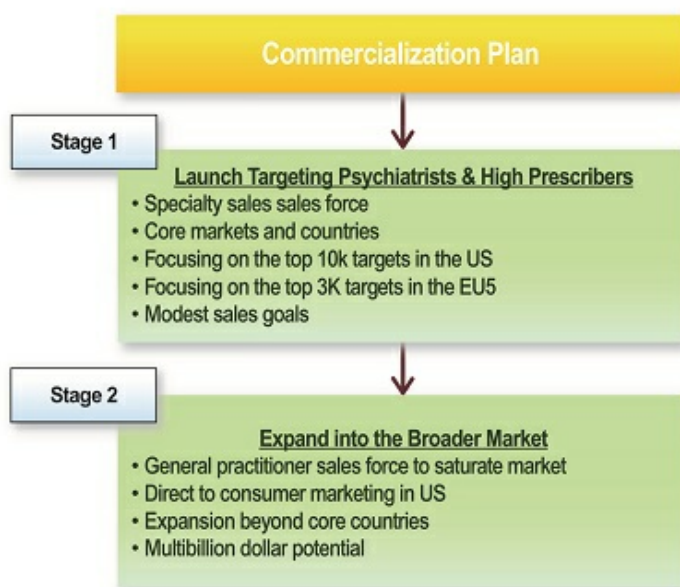 Commercialization Plan
Stage 1
Launch Targeting Psychiatrists & High Prescribers
• Specialty sales sales force
• Core markets and countries
• Focusing on the top 10k targets in the US
• Focusing on the top 3K targets in the EU5
• Modest sales goals
Stage 2
Expand into the Broader Market
• General practitioner sales force to saturate market
• Direct to consumer marketing in US
• Expansion beyond core countries
• Multibillion dollar potential